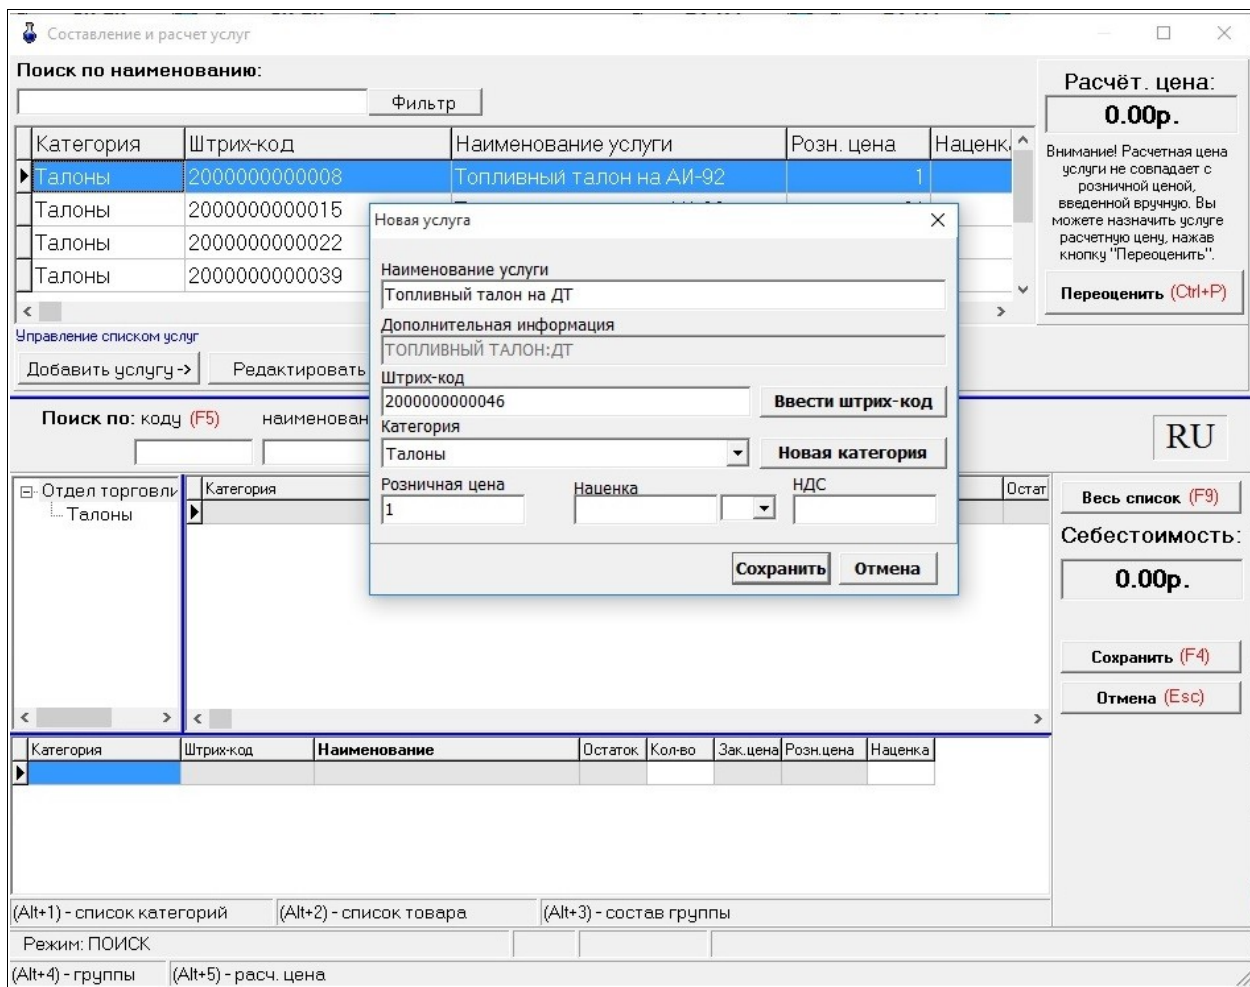 Составление и расчет услуг
Поиск по наименованию:
Фильтр
Расчёт. цена:
0.00р.
Внимание! Расчетная цена
услуги не совпадает с
розничной ценой,
введенной вручную. Вы
можете назначить услуге
расчетную цену, нажав
кнопку "Переоценить".
Переоценить (Ctrl+P)
Категория Штрих-код Наименование услуги Розн. цена Наценк
Талоны 2000000000008 Топливный талон на АИ-92 1
Талоны 2000000000015
Талоны 2000000000022
Талоны 2000000000039
Управление списком услуг
Добавить услугу -> Редактировать
Новая услуга
Наименование услуги
Топливный талон на ДТ
Дополнительная информация
ТОПЛИВНЫЙ ТАЛОН:ДТ
Штрих-код
2000000000046 Ввести штрих-код
Категория
Талоны Новая категория
Розничная цена Наценка НДС
1
Сохранить Отмена
Поиск по: коду (F5) наименован
RU
Отдел торговли
Талоны
Категория Остат
Весь список (F9)
Себестоимость:
0.00р.
Сохранить (F4)
Отмена (Esc)
Категория Штрих-код Наименование Остаток Кол-во Зак.цена Розн.цена Наценка
(Alt+1) - список категорий (Alt+2) - список товара (Alt+3) - состав группы
Режим: ПОИСК
(Alt+4) - группы (Alt+5) - расч. цена